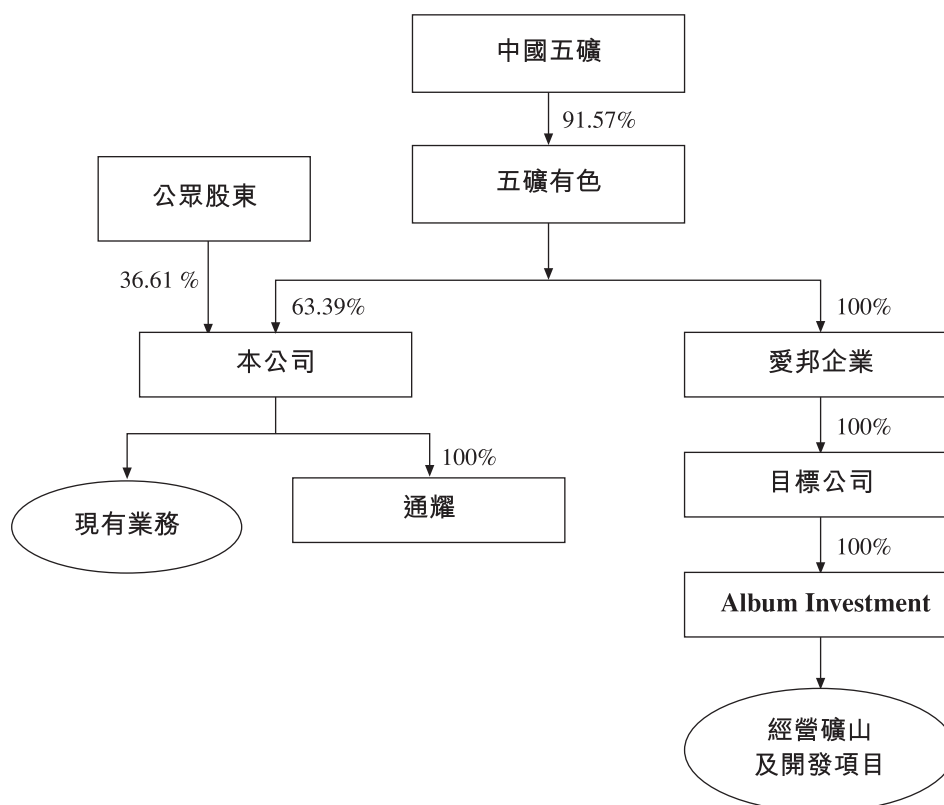 中國五礦
91.57%
五礦有色
公眾股東
36.61 %
63.39%
100%
本公司
愛邦企業
100%
現有業務
100%
通耀
目標公司
100%
Album Investment
經營礦山
及開發項目